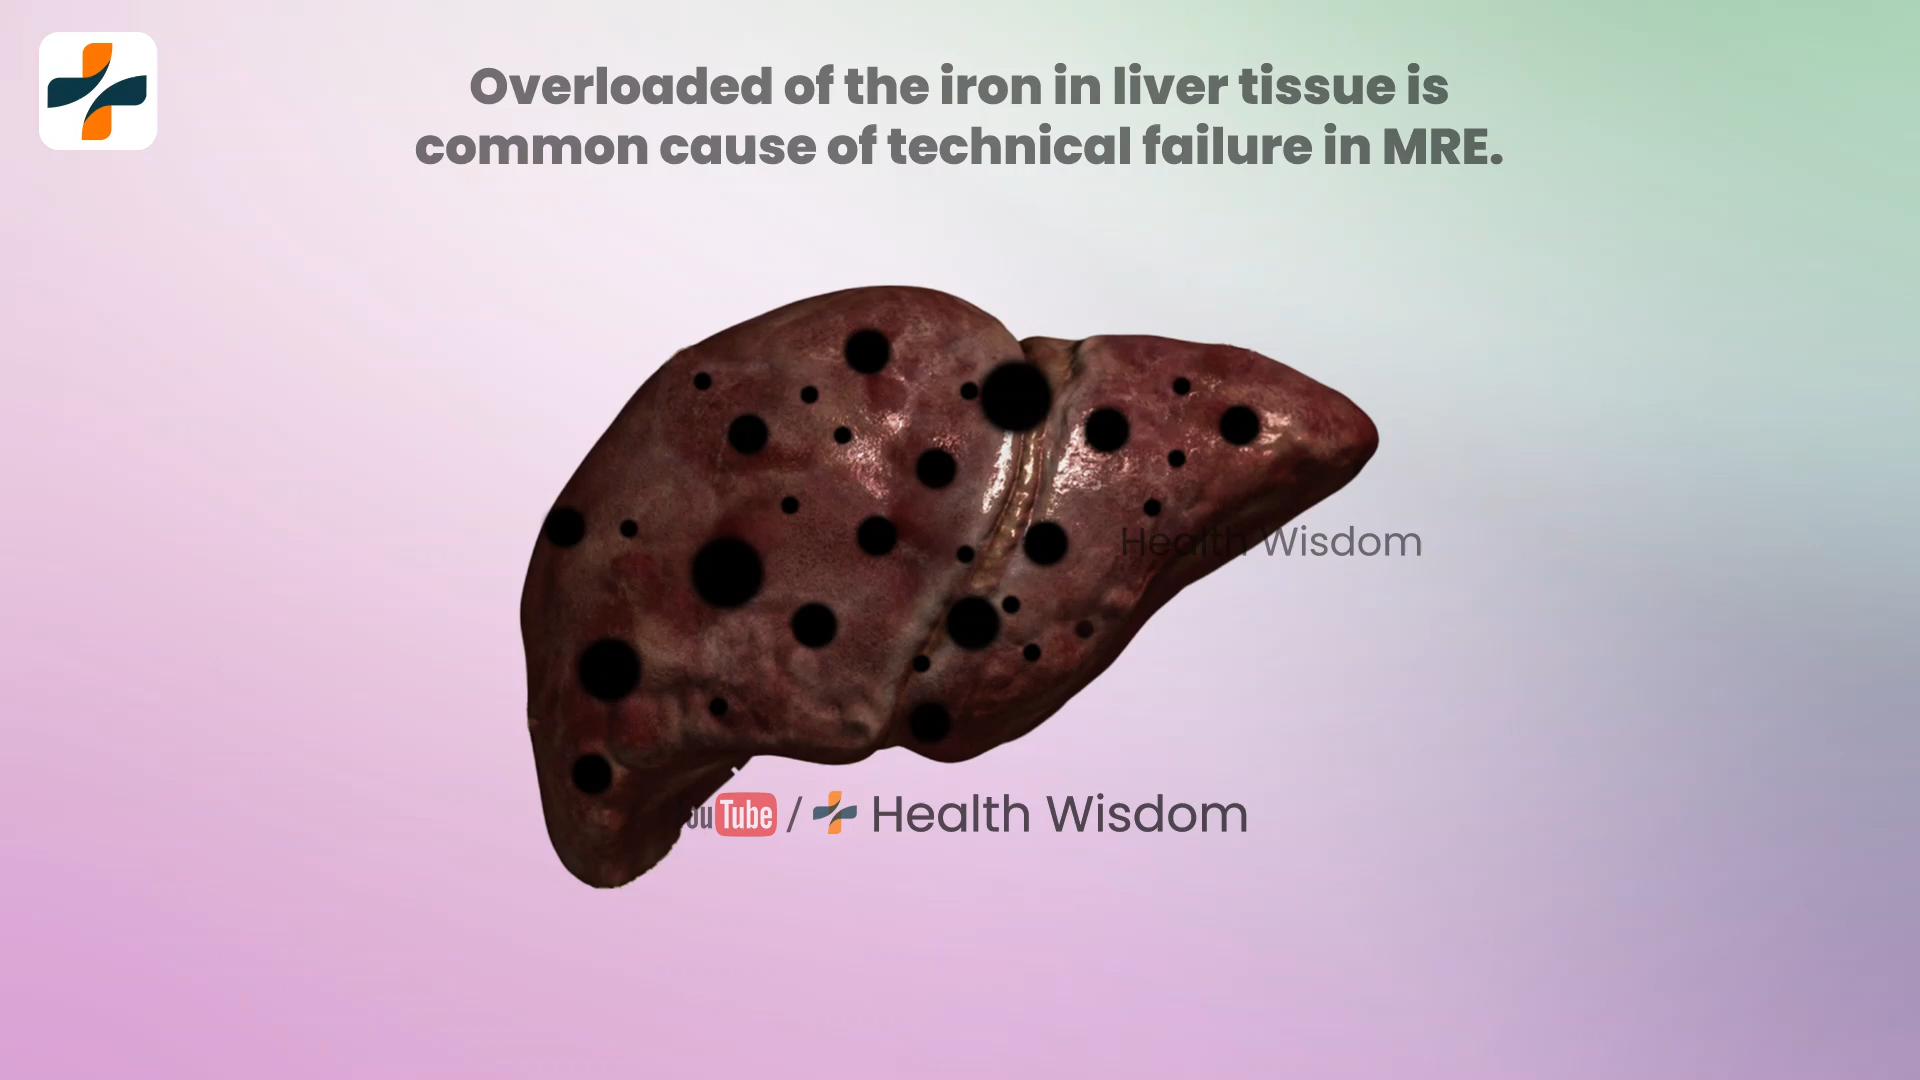 Overloaded of the iron in liver tissue is
common cause of technical failure in MRE.
Health Wisdom
Tube / Health Wisdom